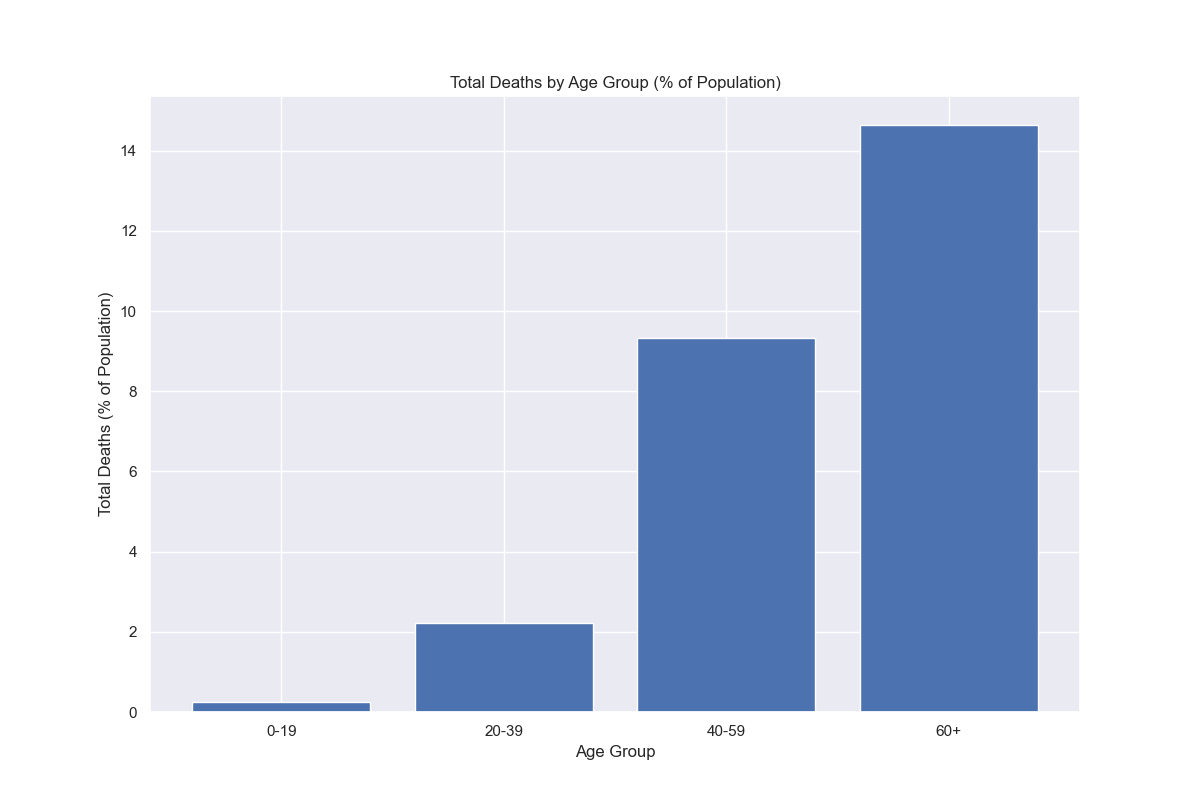 Total Deaths by Age Group (% of Population)
Total Deaths (% of Population)
14
12
10
8
6
4
2
0
0-19 20-39 40-59 60+
Age Group